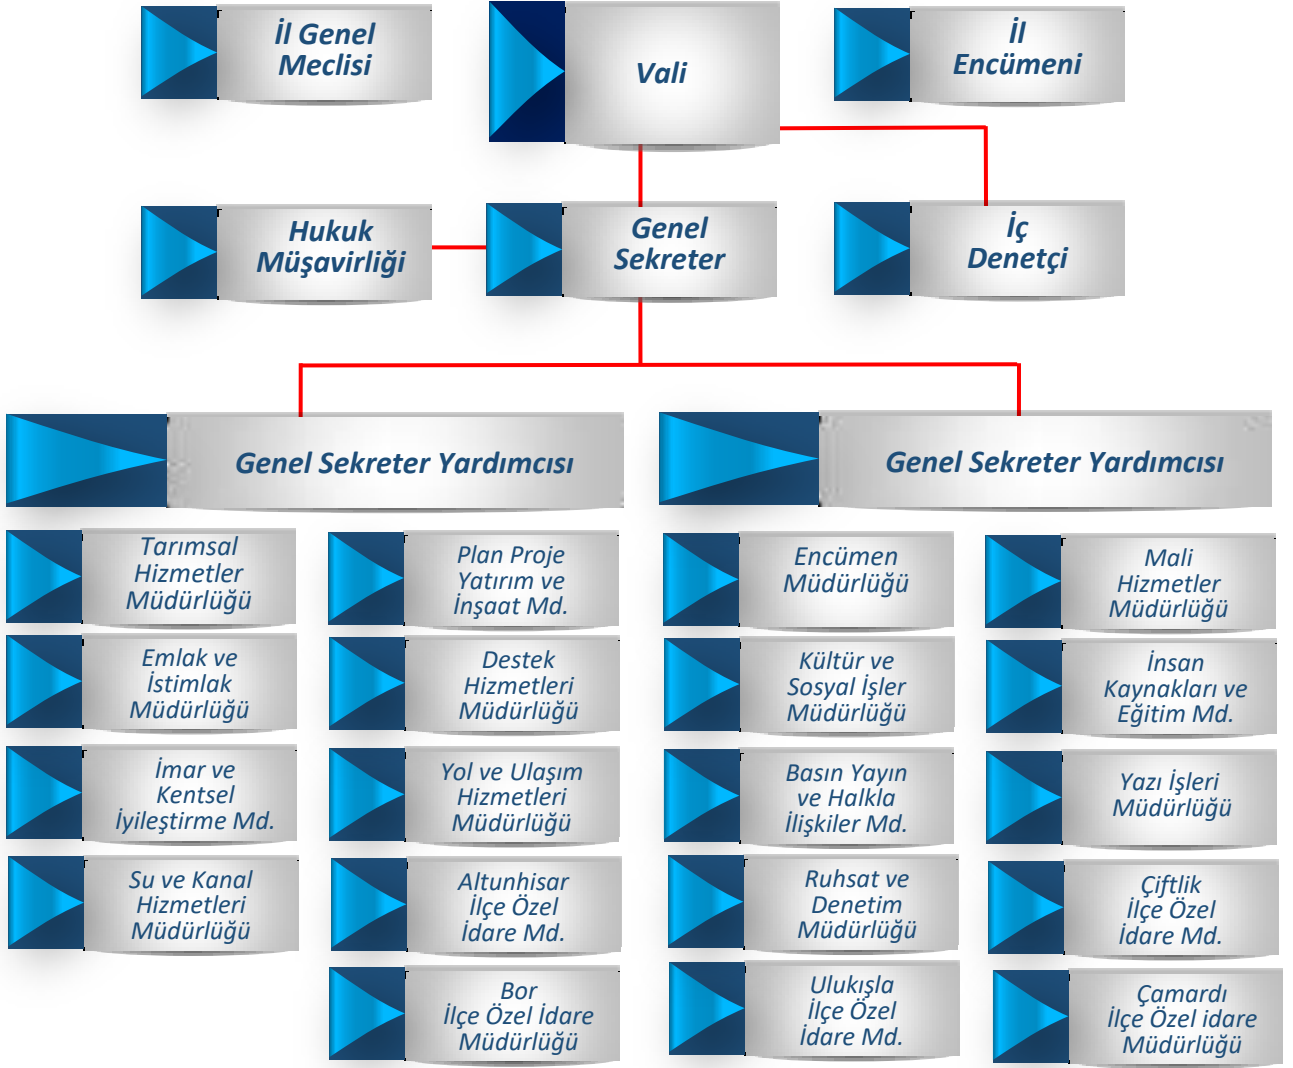 İl Genel
Meclisi
Vali
İl
Encümeni
Hukuk
Müşavirliği
Genel
Sekreter
İç
Denetçi
Genel Sekreter Yardımcısı
Genel Sekreter Yardımcısı
Tarımsal
Hizmetler
Müdürlüğü
Plan Proje
Yatırım ve
İnşaat Md.
Encümen
Müdürlüğü
Mali
Hizmetler
Müdürlüğü
Emlak ve
İstimlak
Müdürlüğü
Destek
Hizmetleri
Müdürlüğü
Kültür ve
Sosyal İşler
Müdürlüğü
İnsan
Kaynakları ve
Eğitim Md.
İmar ve
Kentsel
İyileştirme Md.
Yol ve Ulaşım
Hizmetleri
Müdürlüğü
Basın Yayın
ve Halkla
İlişkiler Md.
Yazı İşleri
Müdürlüğü
Su ve Kanal
Hizmetleri
Müdürlüğü
Altunhisar
İlçe Özel
İdare Md.
Ruhsat ve
Denetim
Müdürlüğü
Çiftlik
İlçe Özel
İdare Md.
Bor
İlçe Özel İdare
Müdürlüğü
Ulukışla
İlçe Özel
İdare Md.
Çamardı
İlçe Özel idare
Müdürlüğü